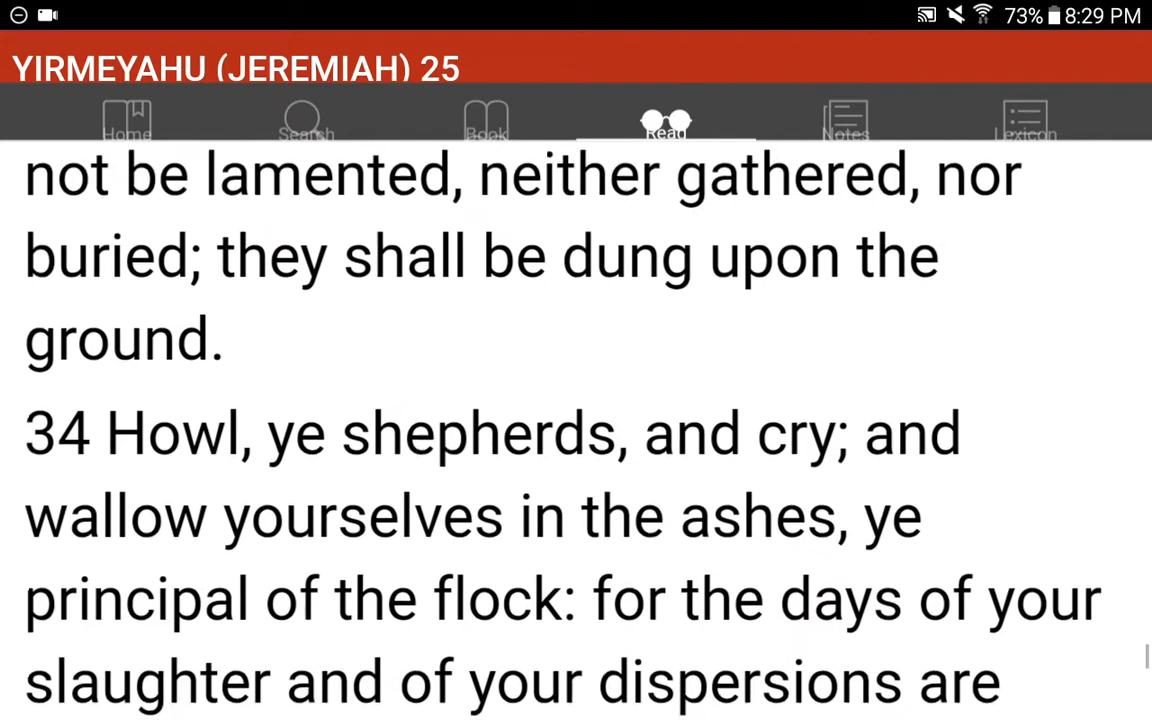 73% 8:29 PM
YIRMEYAHU (JEREMIAH) 25
Home Search Book Read Notes Lexicon
not be lamented, neither gathered, nor
buried; they shall be dung upon the
ground.
34 Howl, ye shepherds, and cry; and
wallow yourselves in the ashes, ye
principal of the flock: for the days of your
slaughter and of your dispersions are